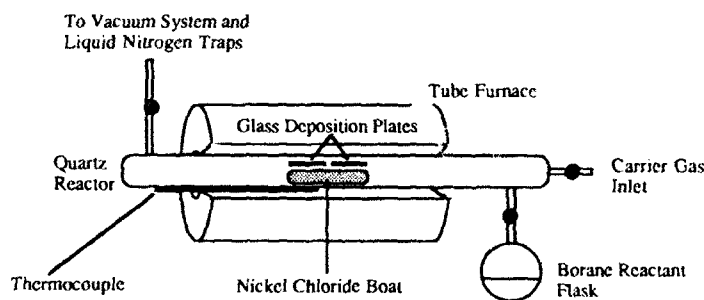 To Vacuum System and
Liquid Nitrogen Traps
Tube Furnace
Glass Deposition Plates
Quartz
Reactor
Carrier Gas
Inlet
Thermocouple
Nickel Chloride Boat
Borane Reactant
Flask